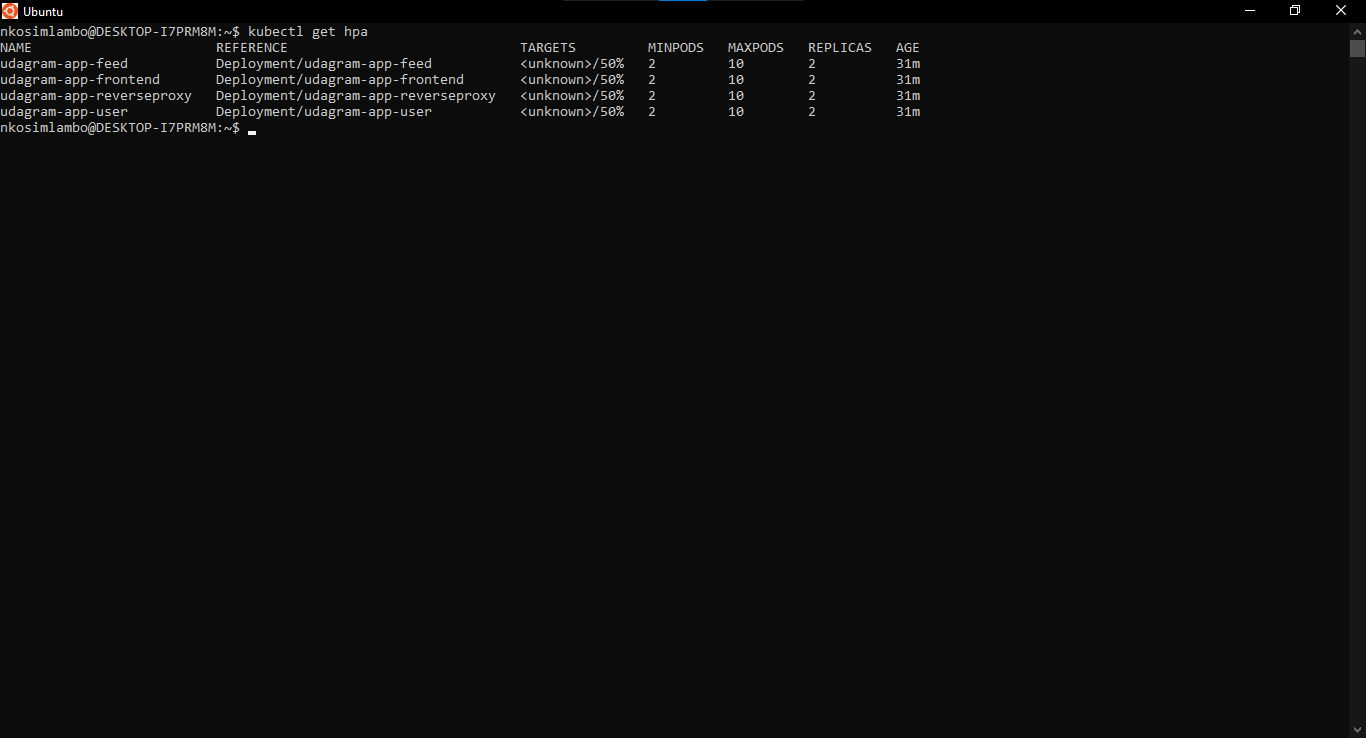 Ubuntu
nkosimlambo@DESKTOP-I7PRM8M:~$ kubectl get hpa
NAME                       REFERENCE                             TARGETS         MINPODS   MAXPODS   REPLICAS   AGE
udagram-app-feed           Deployment/udagram-app-feed           <unknown>/50%   2         10        2          31m
udagram-app-frontend       Deployment/udagram-app-frontend       <unknown>/50%   2         10        2          31m
udagram-app-reverseproxy   Deployment/udagram-app-reverseproxy   <unknown>/50%   2         10        2          31m
udagram-app-user           Deployment/udagram-app-user           <unknown>/50%   2         10        2          31m
nkosimlambo@DESKTOP-I7PRM8M:~$